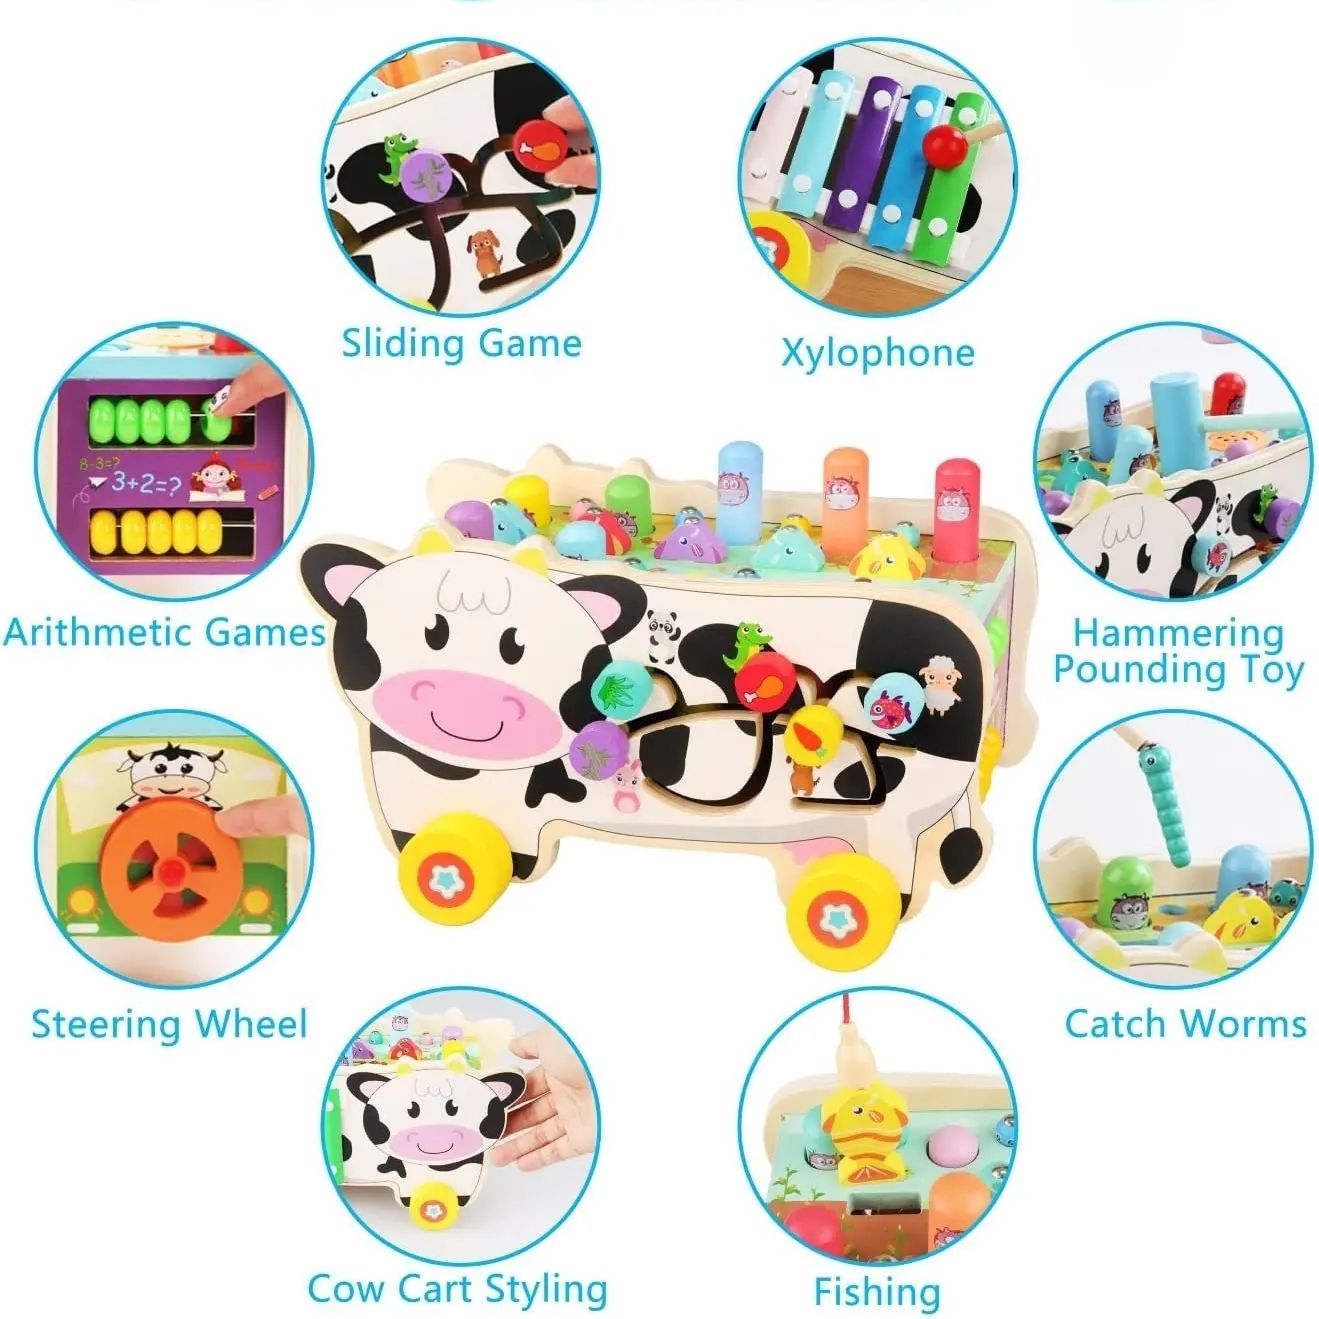 Sliding Game
Xylophone
8-3=?
3+2=?
Arithmetic Games
Hammering
Pounding Toy
Steering Wheel
Catch Worms
Cow Cart Styling
Fishing